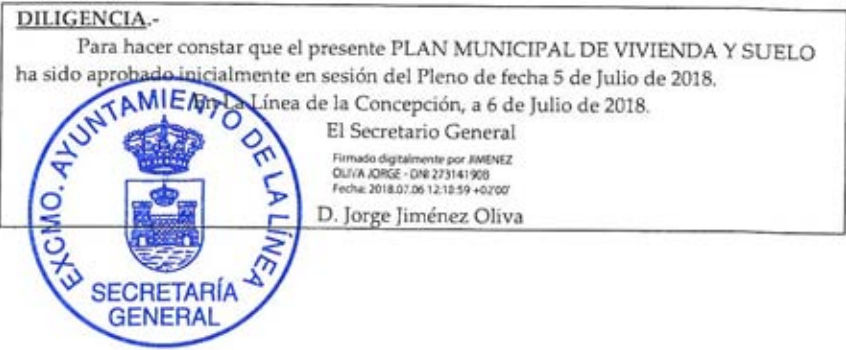 DILIGENCIA.-
Para hacer constar que el presente PLAN MUNICIPAL DE VIVIENDA Y SUELO
ha sido aprobado inicialmente en sesión del Pleno de fecha 5 de Julio de 2018.
En La Línea de la Concepción, a 6 de Julio de 2018.
El Secretario General
Firmado digitalmente por JIMENEZ
OLIVA JORGE - DNI 27314190B
Fecha: 2018.07.06 12:18:59 +02'00'
D. Jorge Jiménez Oliva
EXCMO. AYUNTAMIENTO DE LA LÍNEA
SECRETARÍA
GENERAL